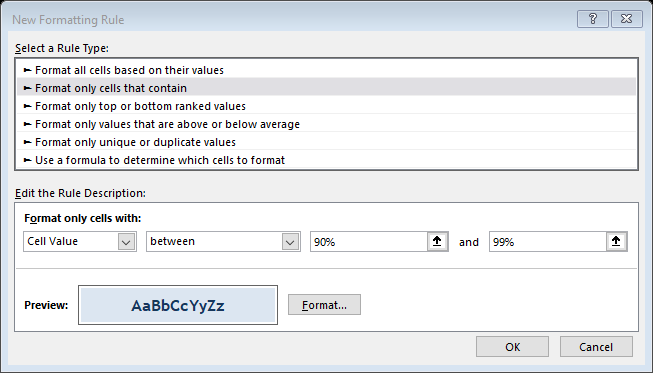 New Formatting Rule ?
Select a Rule Type:
► Format all cells based on their values
► Format only cells that contain
► Format only top or bottom ranked values
► Format only values that are above or below average
► Format only unique or duplicate values
► Use a formula to determine which cells to format
Edit the Rule Description:
Format only cells with:
Cell Value between 90% and 99%
Preview: AaBbCcYyZz Format...
OK Cancel